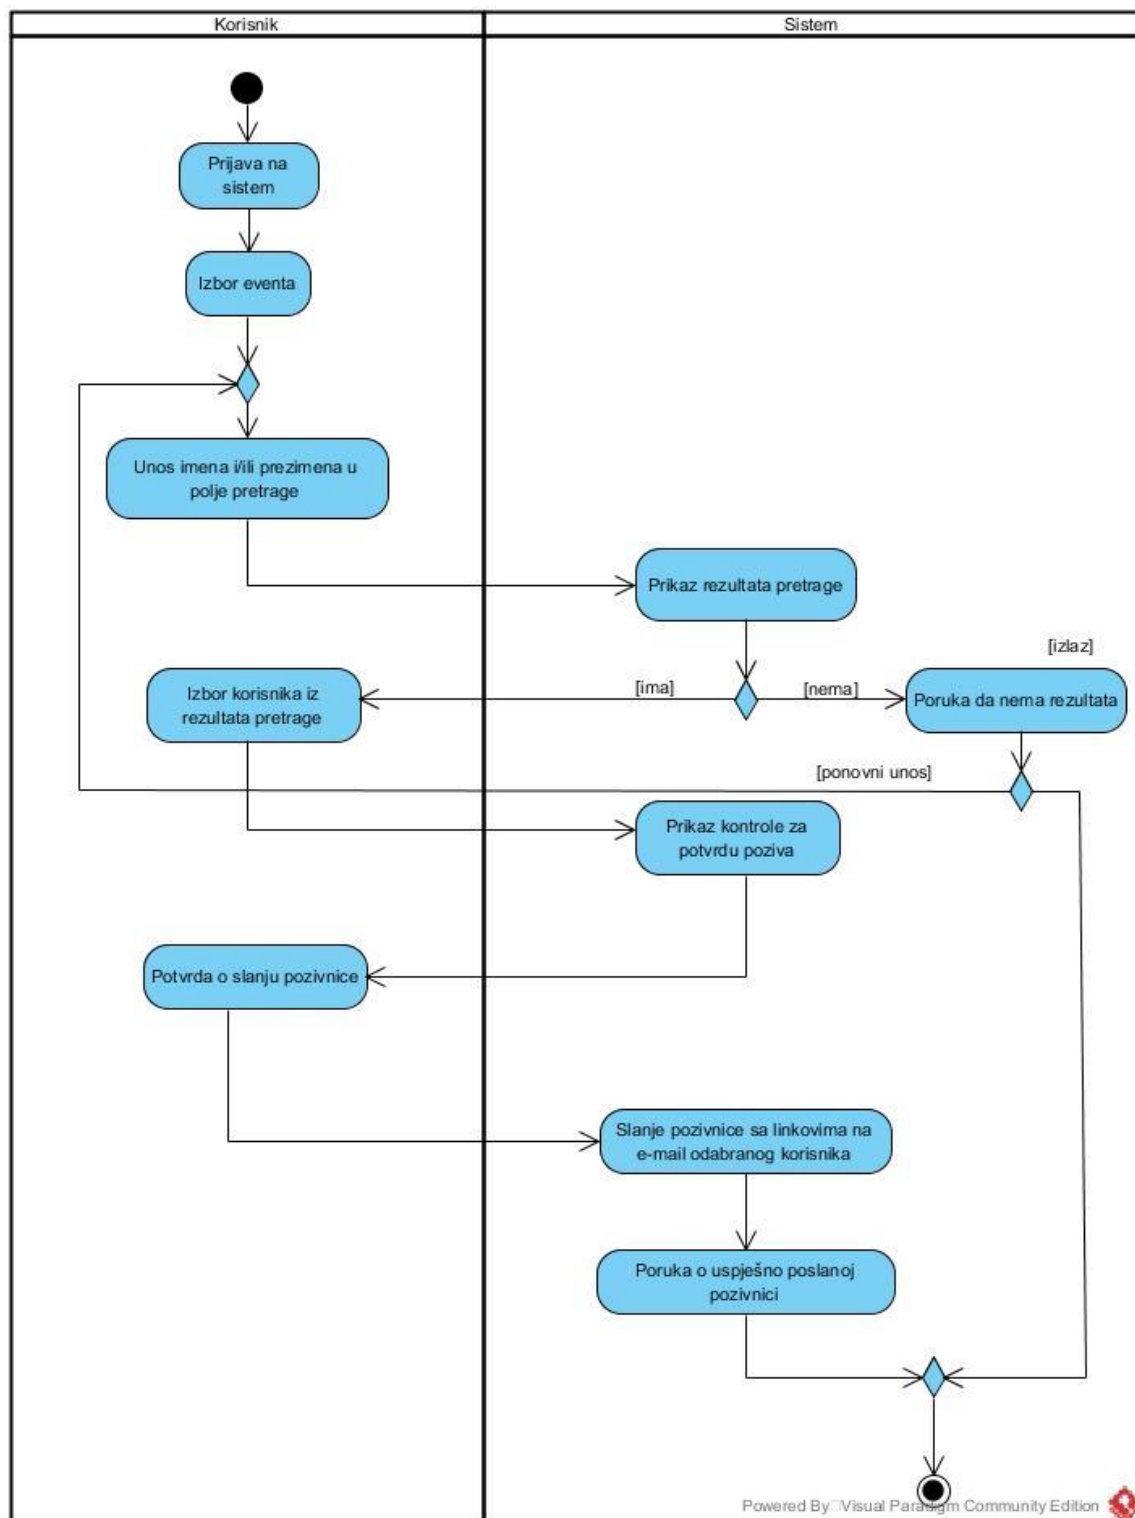 Korisnik
Sistem
Prijava na
sistem
Izbor eventa
Unos imena i/ili prezimena u
polje pretrage
Prikaz rezultata pretrage
[izlaz]
Izbor korisnika iz
rezultata pretrage
[ima]
[nema]
Poruka da nema rezultata
[ponovni unos]
Prikaz kontrole za
potvrdu poziva
Potvrda o slanju pozivnice
Slanje pozivnice sa linkovima na
e-mail odabranog korisnika
Poruka o uspješno poslanoj
pozivnici
Powered By Visual Paradigm Community Edition